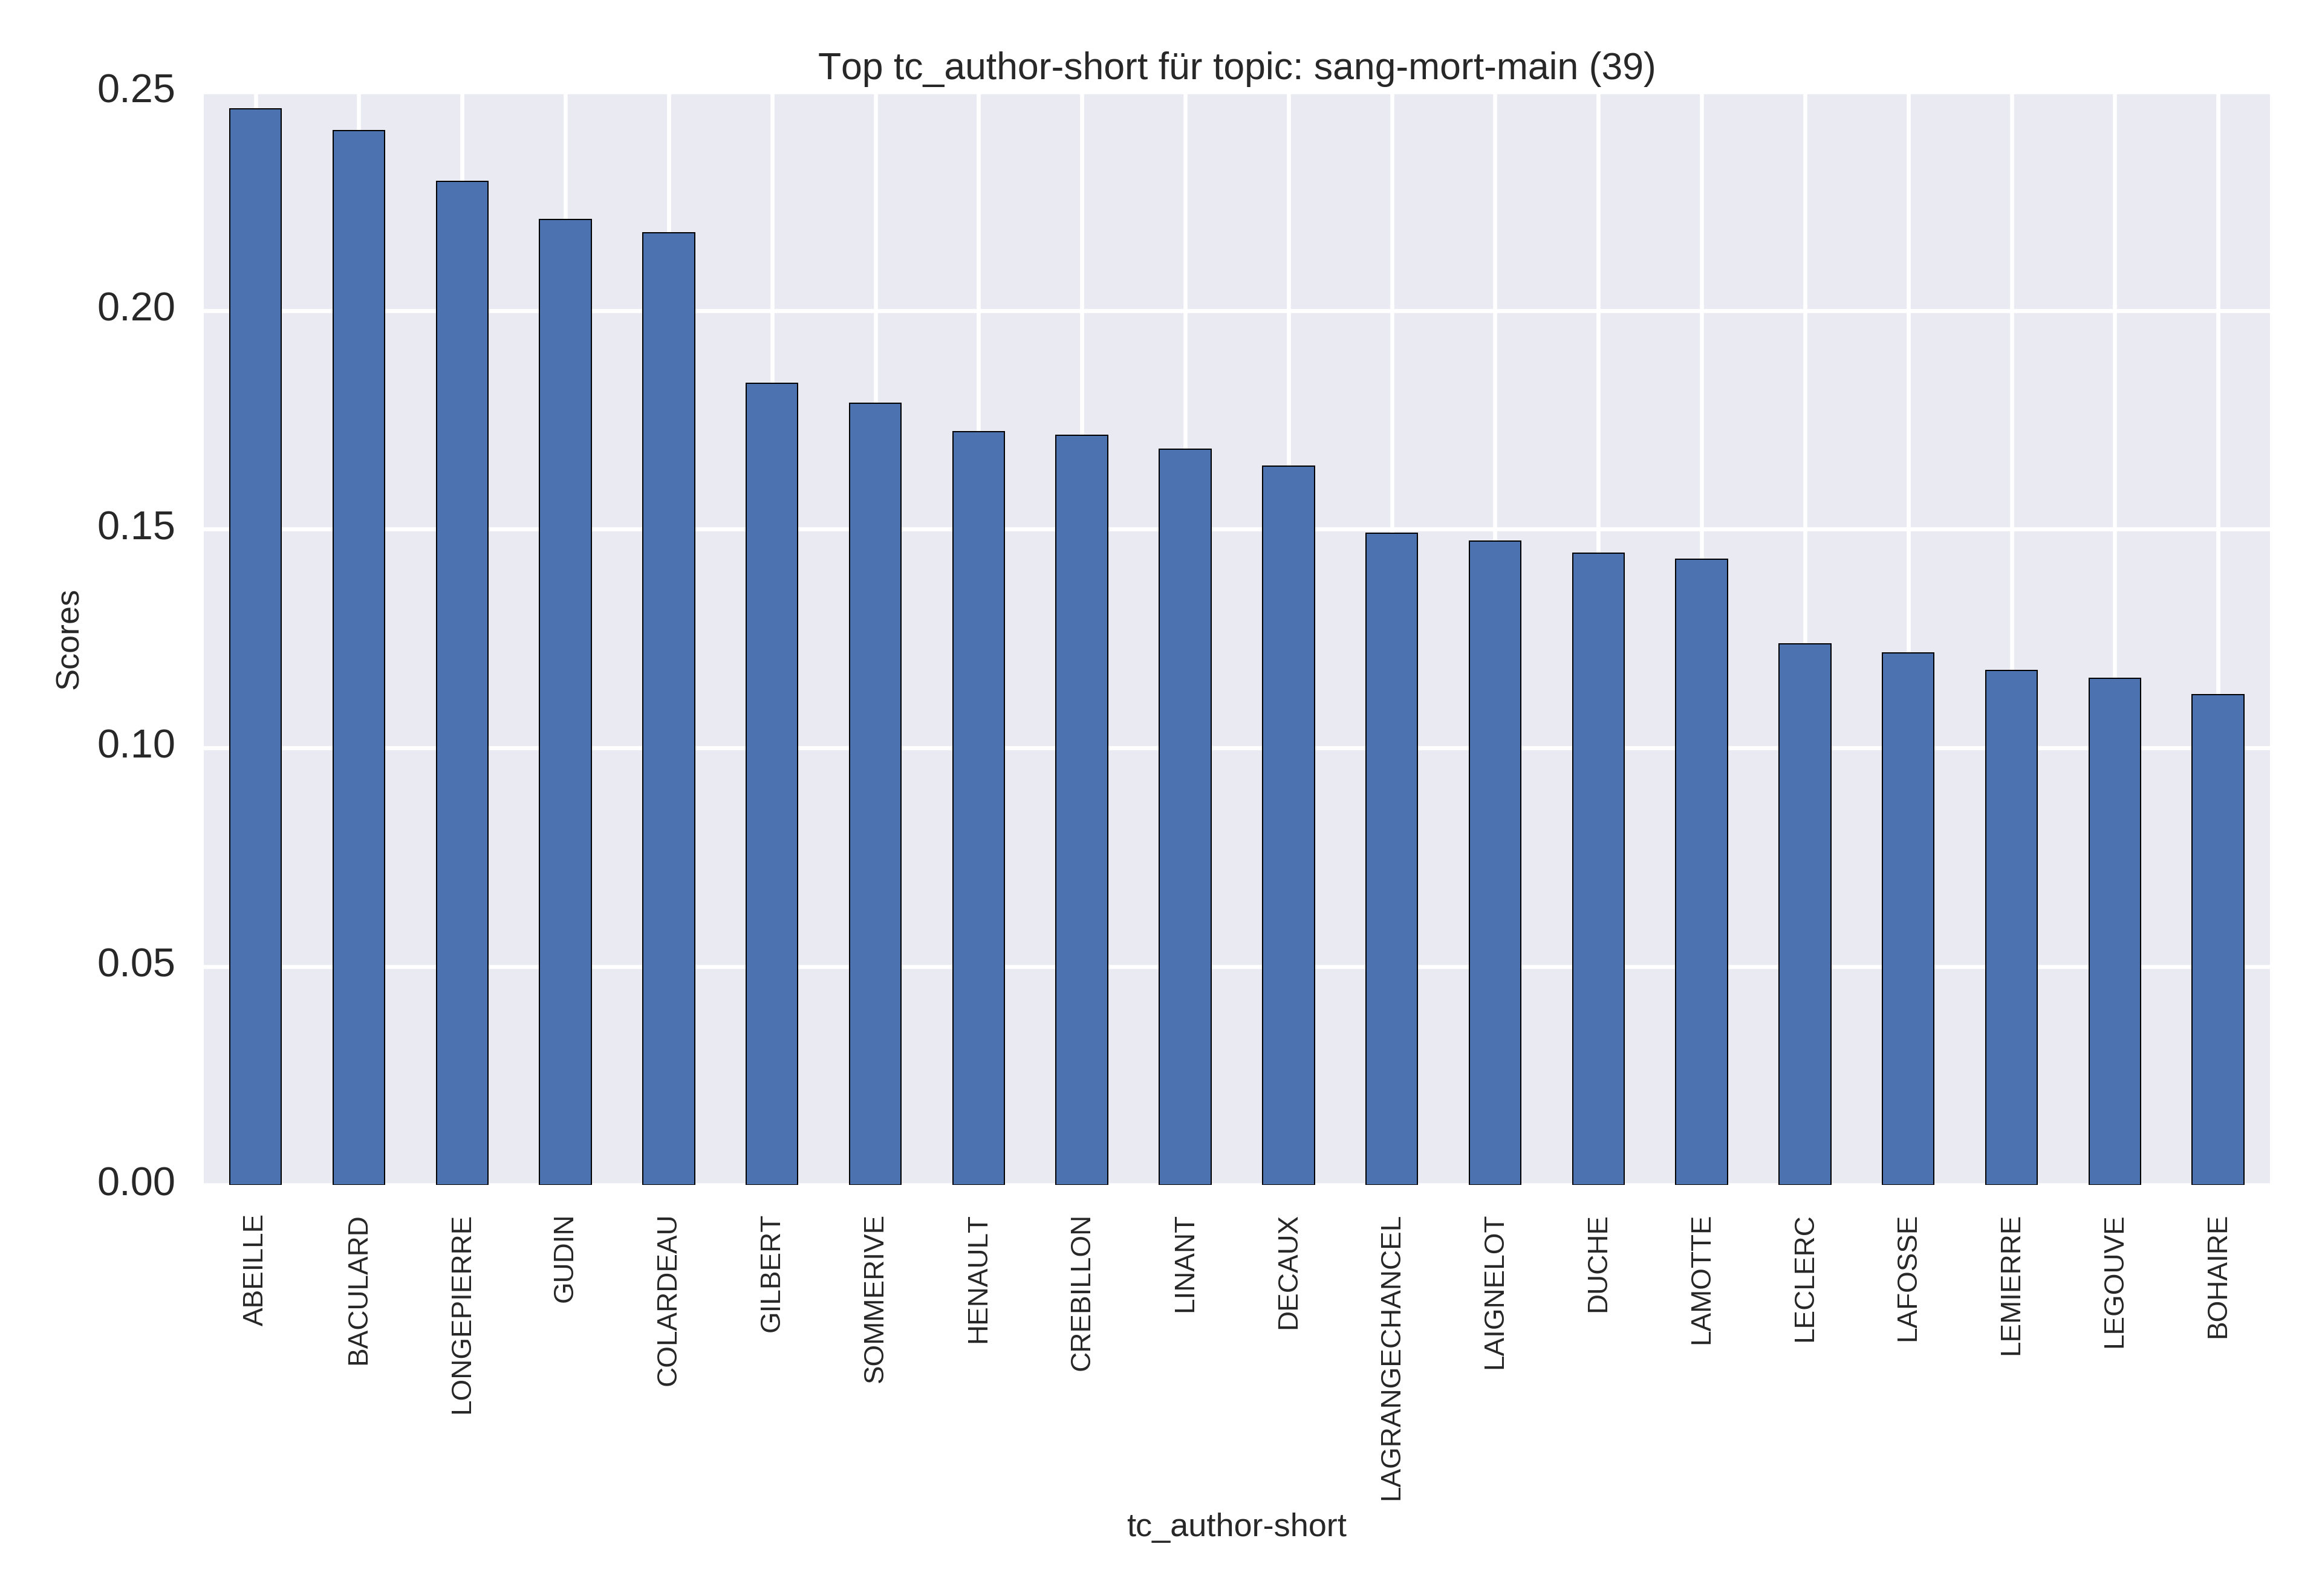 Top tc_author-short für topic: sang-mort-main (39)
0.25
0.20
0.15
0.10
0.05
0.00
Scores
ABEILLE
BACULARD
LONGEPIERRE
GUDIN
COLARDEAU
GILBERT
SOMMERIVE
HENAULT
CREBILLON
LINANT
DECAUX
LAGRANGECHANCEL
LAIGNELOT
DUCHE
LAMOTTE
LECLERC
LAFOSSE
LEMIERRE
LEGOUVE
BOHAIRE
tc_author-short